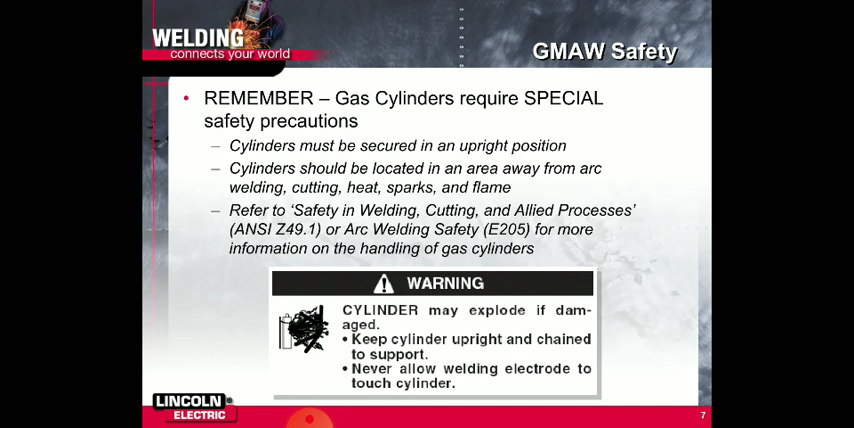 WELDING
connects your world
GMAW Safety
• REMEMBER – Gas Cylinders require SPECIAL
safety precautions
– Cylinders must be secured in an upright position
– Cylinders should be located in an area away from arc
welding, cutting, heat, sparks, and flame
– Refer to ‘Safety in Welding, Cutting, and Allied Processes’
(ANSI Z49.1) or Arc Welding Safety (E205) for more
information on the handling of gas cylinders
WARNING
CYLINDER may explode if dam-
aged.
• Keep cylinder upright and chained
to support.
• Never allow welding electrode to
touch cylinder.
LINCOLN®
ELECTRIC
7